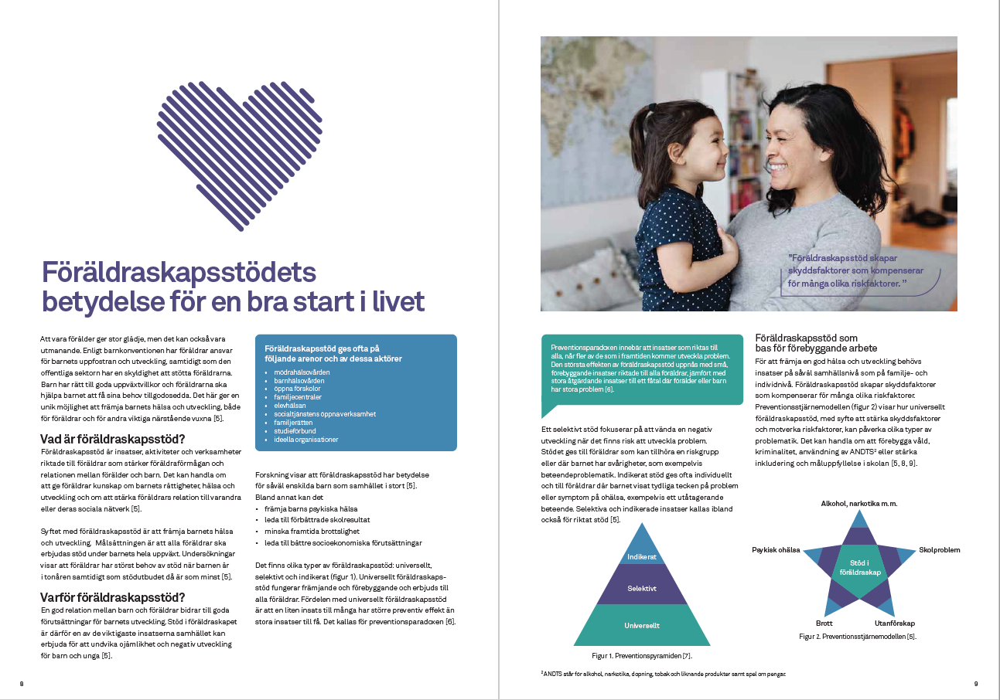 Föräldraskapsstödets
betydelse för en bra start i livet
Att vara förälder ger stor glädje, men det kan också vara
utmanande. Enligt barnkonventionen har föräldrar ansvar
för barnets uppfostran och utveckling, samtidigt som den
offentliga sektorn har en skyldighet att stötta föräldrarna.
Barn har rätt till goda uppväxtvillkor och föräldrarna ska
hjälpa barnet att få sina behov tillgodosedda. Det här ger en
unik möjlighet att främja barnets hälsa och utveckling, både
för föräldrar och för andra viktiga närstående vuxna [5].
Vad är föräldraskapsstöd?
Föräldraskapsstöd är insatser, aktiviteter och verksamheter
riktade till föräldrar som stärker föräldraförmågan och
relationen mellan förälder och barn. Det kan handla om
att ge föräldrar kunskap om barnets rättigheter, hälsa och
utveckling och om att stärka föräldrars relation till varandra
eller deras sociala nätverk [5].
Syftet med föräldraskapsstöd är att främja barnets hälsa
och utveckling. Målsättningen är att alla föräldrar ska
erbjudas stöd under barnets hela uppväxt. Undersökningar
visar att föräldrar har störst behov av stöd när barnen är
i tonåren samtidigt som stödutbudet då är som minst [5].
Varför föräldraskapsstöd?
En god relation mellan barn och föräldrar bidrar till goda
förutsättningar för barnets utveckling. Stöd i föräldraskapet
är därför en av de viktigaste insatserna samhället kan
erbjuda för att undvika ojämlikhet och negativ utveckling
för barn och unga [5].
Föräldraskapsstöd ges ofta på
följande arenor och av dessa aktörer
• mödrahälsovården
• barnhälsovården
• öppna förskolor
• familjecentraler
• elevhälsan
• socialtjänstens öppnaverksamhet
• familjerätten
• studieförbund
• ideella organisationer
Forskning visar att föräldraskapsstöd har betydelse
för såväl enskilda barn som samhället i stort [5].
Bland annat kan det
• främja barns psykiska hälsa
• leda till förbättrade skolresultat
• minska framtida brottslighet
• leda till bättre socioekonomiska förutsättningar
Det finns olika typer av föräldraskapsstöd: universellt,
selektivt och indikerat (figur 1). Universellt föräldraskaps-
stöd fungerar främjande och förebyggande och erbjuds till
alla föräldrar. Fördelen med universellt föräldraskapsstöd
är att en liten insats till många har större preventiv effekt än
stora insatser till få. Det kallas för preventionsparadoxen [6].
8
”Föräldraskapsstöd skapar
skyddsfaktorer som kompenserar
för många olika riskfaktorer. ”
Preventionsparadoxen innebär att insatser som riktas till
alla, når fler av de som i framtiden kommer utveckla problem.
Den största effekten av föräldraskapsstöd uppnås med små,
förebyggande insatser riktade till alla föräldrar, jämfört med
stora åtgärdande insatser till ett fåtal där förälder eller barn
har stora problem [6].
Ett selektivt stöd fokuserar på att vända en negativ
utveckling när det finns risk att utveckla problem.
Stödet ges till föräldrar som kan tillhöra en riskgrupp
eller där barnet har svårigheter, som exempelvis
beteendeproblematik. Indikerat stöd ges ofta individuellt
och till föräldrar där barnet visat tydliga tecken på problem
eller symptom på ohälsa, exempelvis ett utåtagerande
beteende. Selektiva och indikerade insatser kallas ibland
också för riktat stöd [5].
Indikerat
Selektivt
Universellt
Figur 1. Preventionspyramiden [7].
Föräldraskapsstöd som
bas för förebyggande arbete
För att främja en god hälsa och utveckling behövs
insatser på såväl samhällsnivå som på familje- och
individnivå. Föräldraskapsstöd skapar skyddsfaktorer
som kompenserar för många olika riskfaktorer.
Preventionsstjärnemodellen (figur 2) visar hur universellt
föräldraskapsstöd, med syfte att stärka skyddsfaktorer
och motverka riskfaktorer, kan påverka olika typer av
problematik. Det kan handla om att förebygga våld,
kriminalitet, användning av ANDTS² eller stärka
inkludering och måluppfyllelse i skolan [5, 8, 9].
Alkohol, narkotika m.m.
Psykisk ohälsa
Skolproblem
Stöd i
föräldraskap
Brott
Utanförskap
Figur 2. Preventionsstjärnemodellen [5].
² ANDTS står för alkohol, narkotika, dopning, tobak och liknande produkter samt spel om pengar.
9